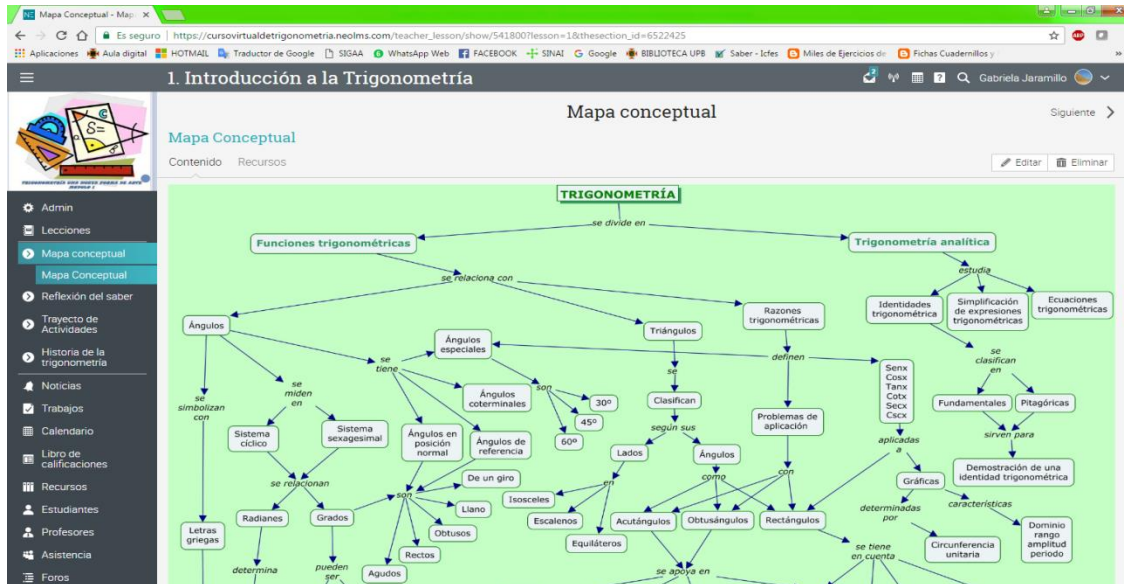 Mapa Conceptual - Map
Es seguro | https://cursovirtualdetrigonometria.neolms.com/teacher_lesson/show/541800?lesson=1&thesection_id=6522425
Aplicaciones Aula digital HOTMAIL Traductor de Google SIGAA WhatsApp Web FACEBOOK SINAI Google BIBLIOTECA UPB Saber - Icfes Miles de Ejercicios de Fichas Cuadernillos y
1. Introducción a la Trigonometría
Gabriela Jaramillo
Mapa conceptual
Siguiente
Mapa Conceptual
Contenido Recursos
Editar Eliminar
Admin
Lecciones
Mapa conceptual
Mapa Conceptual
Reflexión del saber
Trayecto de
Actividades
Historia de la
trigonometría
Noticias
Trabajos
Calendario
Libro de
calificaciones
Recursos
Estudiantes
Profesores
Asistencia
Foros
TRIGONOMETRÍA
se divide en
Funciones trigonométricas
Trigonometría analítica
se relaciona con
estudia
Identidades
trigonométrica
Simplificación
de expresiones
trigonométricas
Ecuaciones
trigonométricas
Ángulos
Triángulos
Razones
trigonométricas
Ángulos
especiales
se
tiene
se
miden
en
se
simbolizan
con
son
30º
45º
60º
Ángulos
coterminales
Sistema
cíclico
Sistema
sexagesimal
Ángulos en
posición
normal
Ángulos de
referencia
se
Clasifican
según sus
Lados
Ángulos
definen
Problemas de
aplicación
Senx
Cosx
Tanx
Cotx
Secx
Cscx
se
clasifican
en
Fundamentales
Pitagóricas
sirven para
Demostración de una
identidad trigonométrica
aplicadas
a
Gráficas
determinadas
por
características
Circunferencia
unitaria
Dominio
rango
amplitud
periodo
se relacionan
Radianes
Grados
son
De un giro
Llano
Obtusos
Rectos
Agudos
en
Isosceles
Escalenos
Equiláteros
como
con
Acutángulos
Obtusángulos
Rectángulos
se tiene
en cuenta
Letras
griegas
determina
pueden
ser
se apoya en